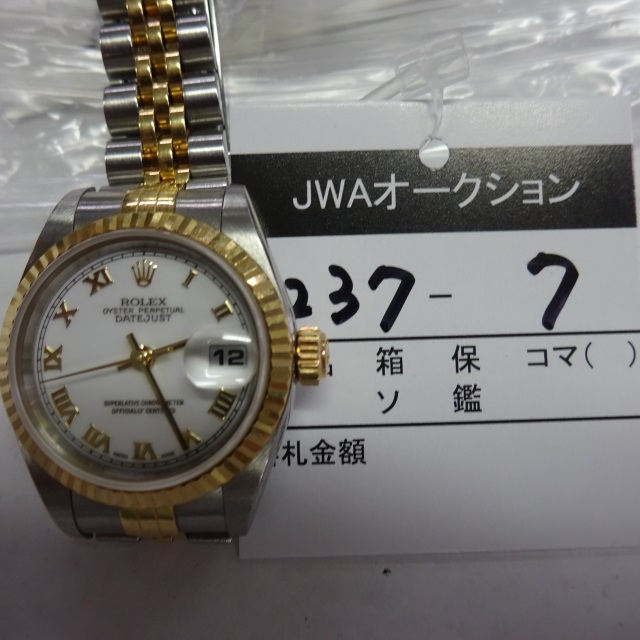 JWAオークション
237-7
箱 保 コマ( )
ソ 鑑
札金額
ROLEX
OYSTER PERPETUAL
DATEJUST
12
SUPERLATIVE CHRONOMETER
OFFICIALLY CERTIFIED